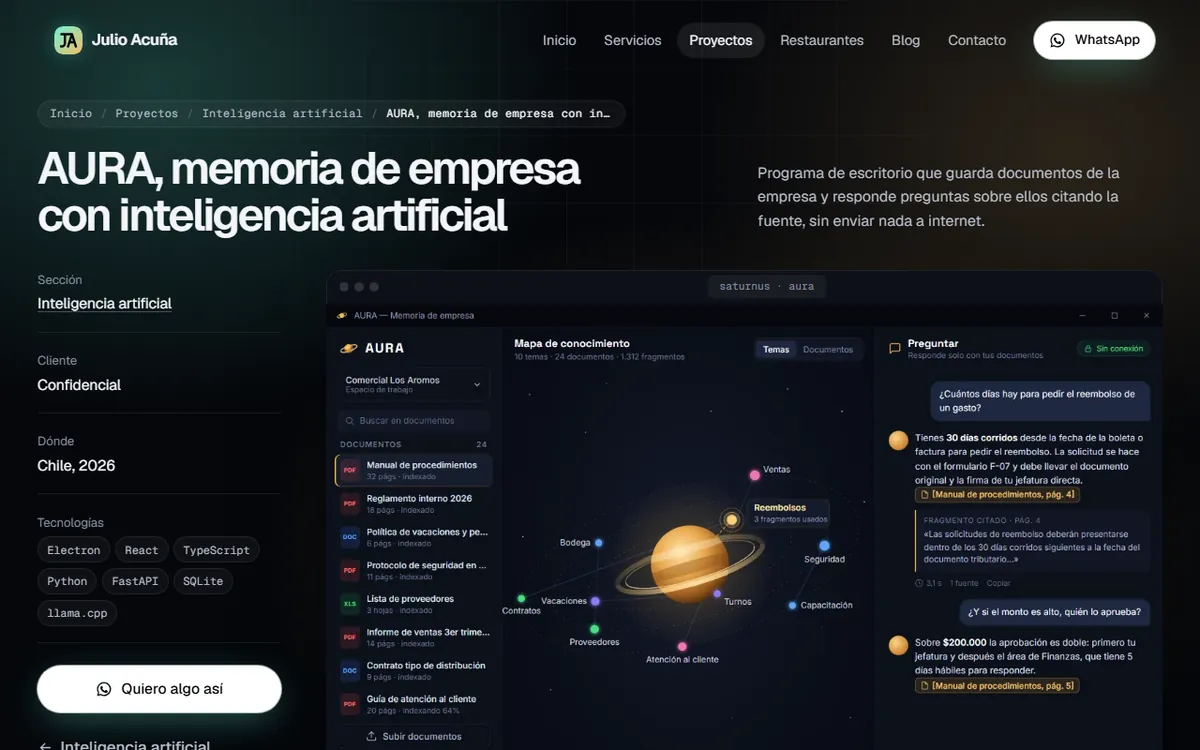 JA Julio Acuña
Inicio Servicios Proyectos Restaurantes Blog Contacto WhatsApp
Inicio / Proyectos / Inteligencia artificial / AURA, memoria de empresa con in…
AURA, memoria de empresa
con inteligencia artificial
Programa de escritorio que guarda documentos de la
empresa y responde preguntas sobre ellos citando la
fuente, sin enviar nada a internet.
Sección
Inteligencia artificial
Cliente
Confidencial
Dónde
Chile, 2026
Tecnologías
Electron React TypeScript
Python FastAPI SQLite
llama.cpp
Quiero algo así
← Inteligencia artificial
saturnus · aura
AURA — Memoria de empresa
AURA
Comercial Los Aromos
Espacio de trabajo
Buscar en documentos
DOCUMENTOS 24
PDF Manual de procedimientos
32 págs · indexado
PDF Reglamento interno 2026
18 págs · indexado
DOC Política de vacaciones y pe...
6 págs · indexado
PDF Protocolo de seguridad en ...
11 págs · indexado
XLS Lista de proveedores
3 hojas · indexado
PDF Informe de ventas 3er trime...
14 págs · indexado
DOC Contrato tipo de distribución
9 págs · indexado
PDF Guía de atención al cliente
20 págs · indexando 64%
Subir documentos
Mapa de conocimiento
10 temas · 24 documentos · 1.312 fragmentos
Temas Documentos
Ventas
Reembolsos
3 fragmentos usados
Bodega
Seguridad
Contratos
Vacaciones
Turnos
Capacitación
Proveedores
Atención al cliente
Preguntar
Responde solo con tus documentos
Sin conexión
¿Cuántos días hay para pedir el reembolso de
un gasto?
Tienes 30 días corridos desde la fecha de la boleta o
factura para pedir el reembolso. La solicitud se hace
con el formulario F-07 y debe llevar el documento
original y la firma de tu jefatura directa.
[Manual de procedimientos, pág. 4]
FRAGMENTO CITADO · PÁG. 4
«Las solicitudes de reembolso deberán presentarse
dentro de los 30 días corridos siguientes a la fecha del
documento tributario...»
3,1 s · 1 fuente · Copiar
¿Y si el monto es alto, quién lo aprueba?
Sobre $200.000 la aprobación es doble: primero tu
jefatura y después el área de Finanzas, que tiene 5
días hábiles para responder.
[Manual de procedimientos, pág. 5]